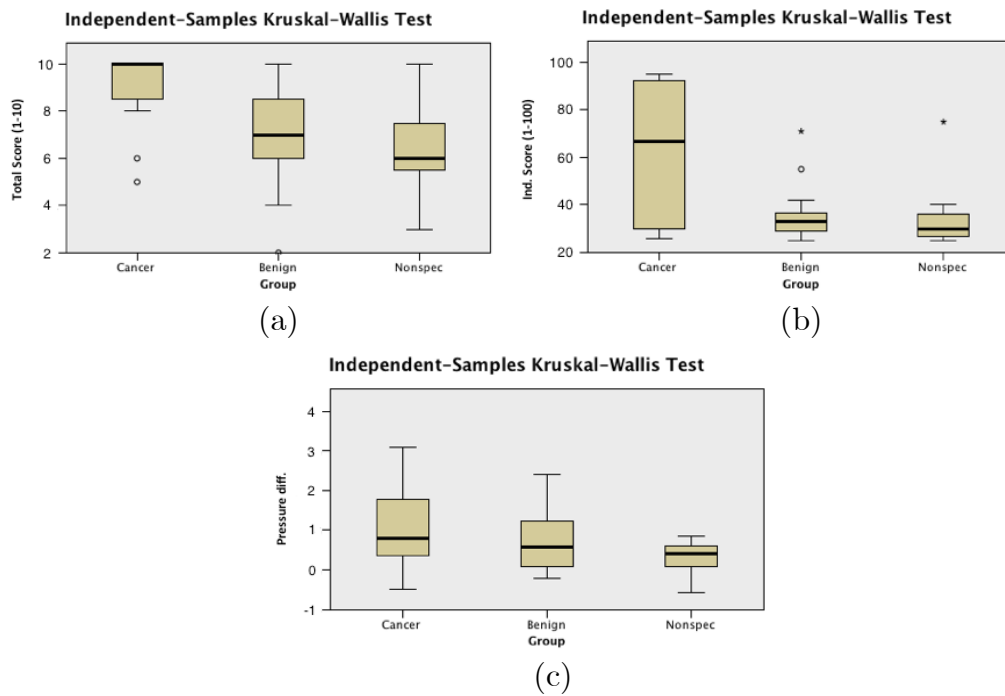 Independent-Samples Kruskal-Wallis Test
Total Score (1-10)
10
8
6
4
2
Cancer
Benign
Nonspec
Group
(a)
Independent-Samples Kruskal-Wallis Test
Ind. Score (1-100)
100
80
60
40
20
Cancer
Benign
Nonspec
Group
(b)
Independent-Samples Kruskal-Wallis Test
Pressure diff.
4
3
2
1
0
-1
Cancer
Benign
Nonspec
Group
(c)